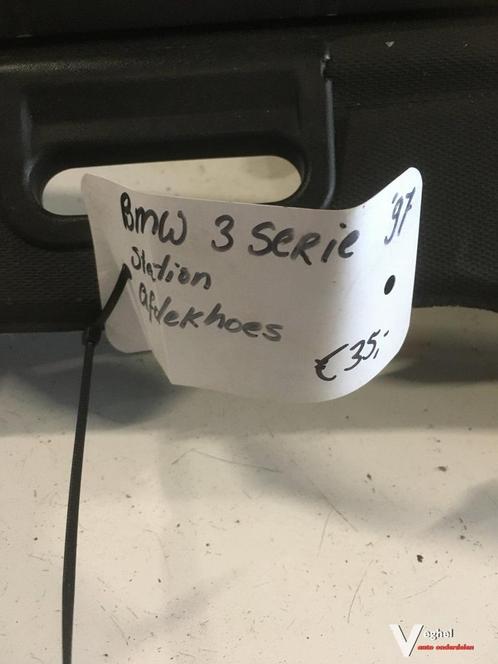 BMW 3 Serie '97
Station
afdekhoes
€35,-
Veghel
auto onderdelen